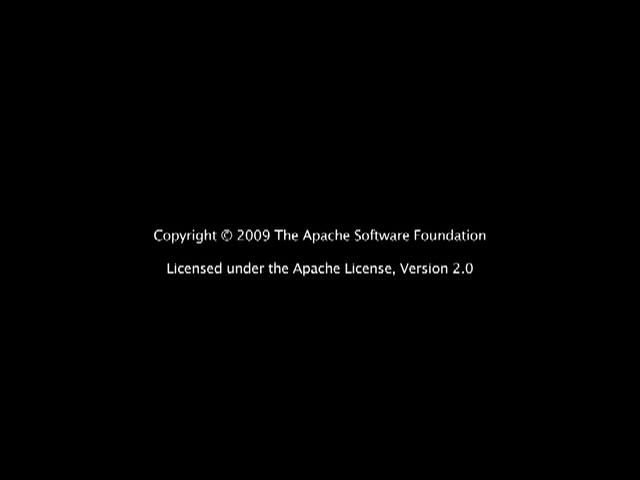 Copyright © 2009 The Apache Software Foundation
Licensed under the Apache License, Version 2.0